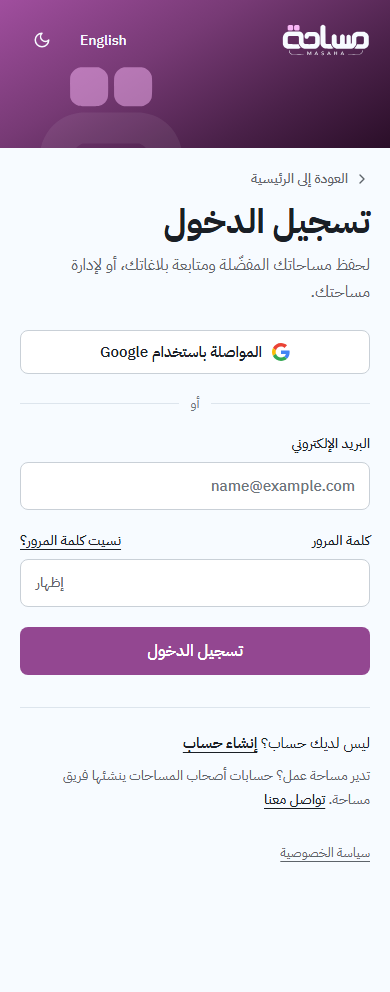 مساحة
MASAHA
English
العودة إلى الرئيسية
تسجيل الدخول
لحفظ مساحاتك المفضّلة ومتابعة بلاغاتك، أو لإدارة
مساحتك.
المواصلة باستخدام Google
أو
البريد الإلكتروني
name@example.com
كلمة المرور
نسيت كلمة المرور؟
إظهار
تسجيل الدخول
ليس لديك حساب؟ إنشاء حساب
تدير مساحة عمل؟ حسابات أصحاب المساحات ينشئها فريق
مساحة. تواصل معنا
سياسة الخصوصية